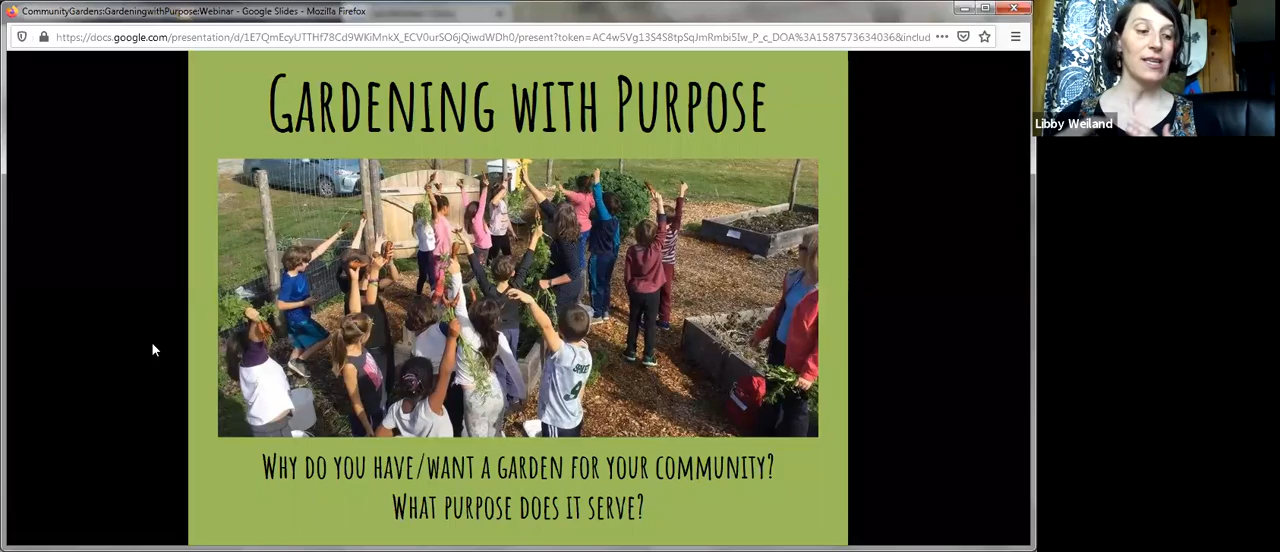 CommunityGardens:GardeningwithPurpose:Webinar - Google Slides - Mozilla Firefox
https://docs.google.com/presentation/d/1E7QmEcyUTTHf78Cd9WKiMnkX_ECV0urSO6jQiwdWDh0/present?token=AC4w5Vg13S4S8tpSqJmRmbi5Iw_P_c_DOA%3A1587573634036&includ
Libby Weiland
GARDENING WITH PURPOSE
9
WHY DO YOU HAVE/WANT A GARDEN FOR YOUR COMMUNITY?
WHAT PURPOSE DOES IT SERVE?